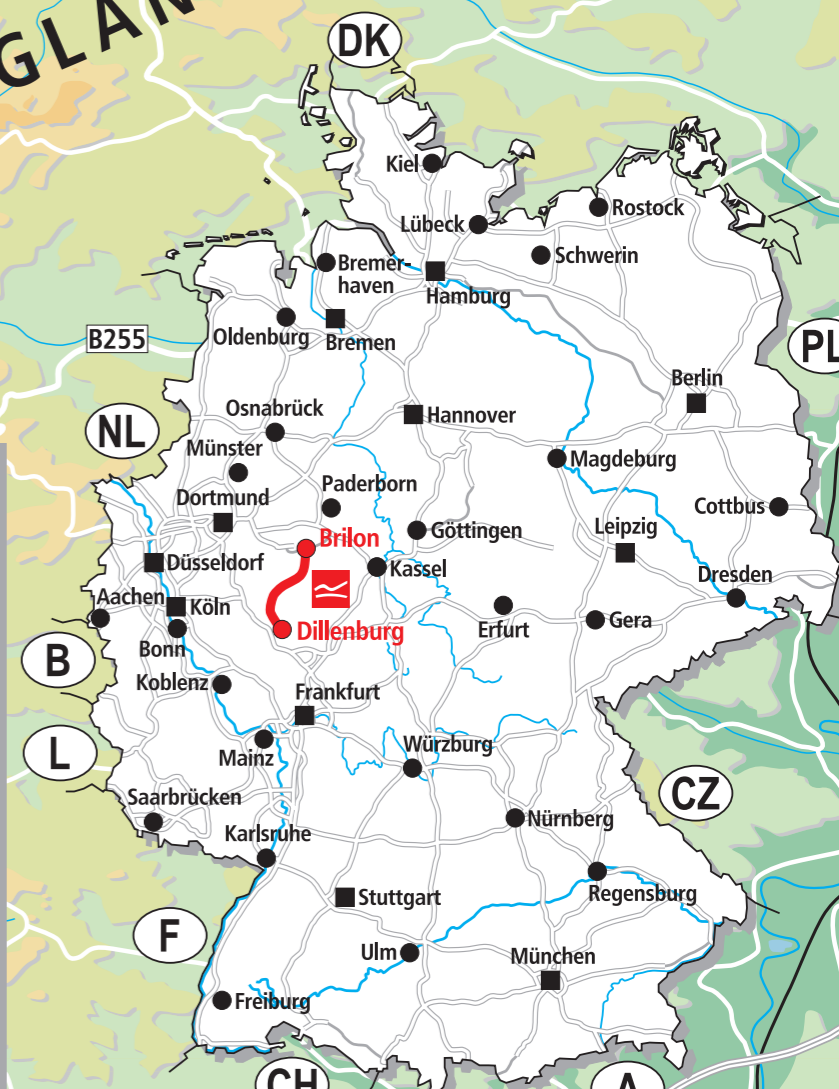 GLAN
DK
Kiel
Lübeck
Rostock
Schwerin
Bremer-
haven
Hamburg
B255
Oldenburg
Bremen
PL
Berlin
Osnabrück
Hannover
NL
Münster
Magdeburg
Dortmund
Paderborn
Cottbus
Göttingen
Leipzig
Brilon
Düsseldorf
Kassel
Dresden
Aachen
Köln
Dillenburg
Erfurt
Gera
Bonn
B
Koblenz
Frankfurt
L
Mainz
Würzburg
CZ
Saarbrücken
Nürnberg
Karlsruhe
Regensburg
Stuttgart
F
Ulm
München
Freiburg
CH
A